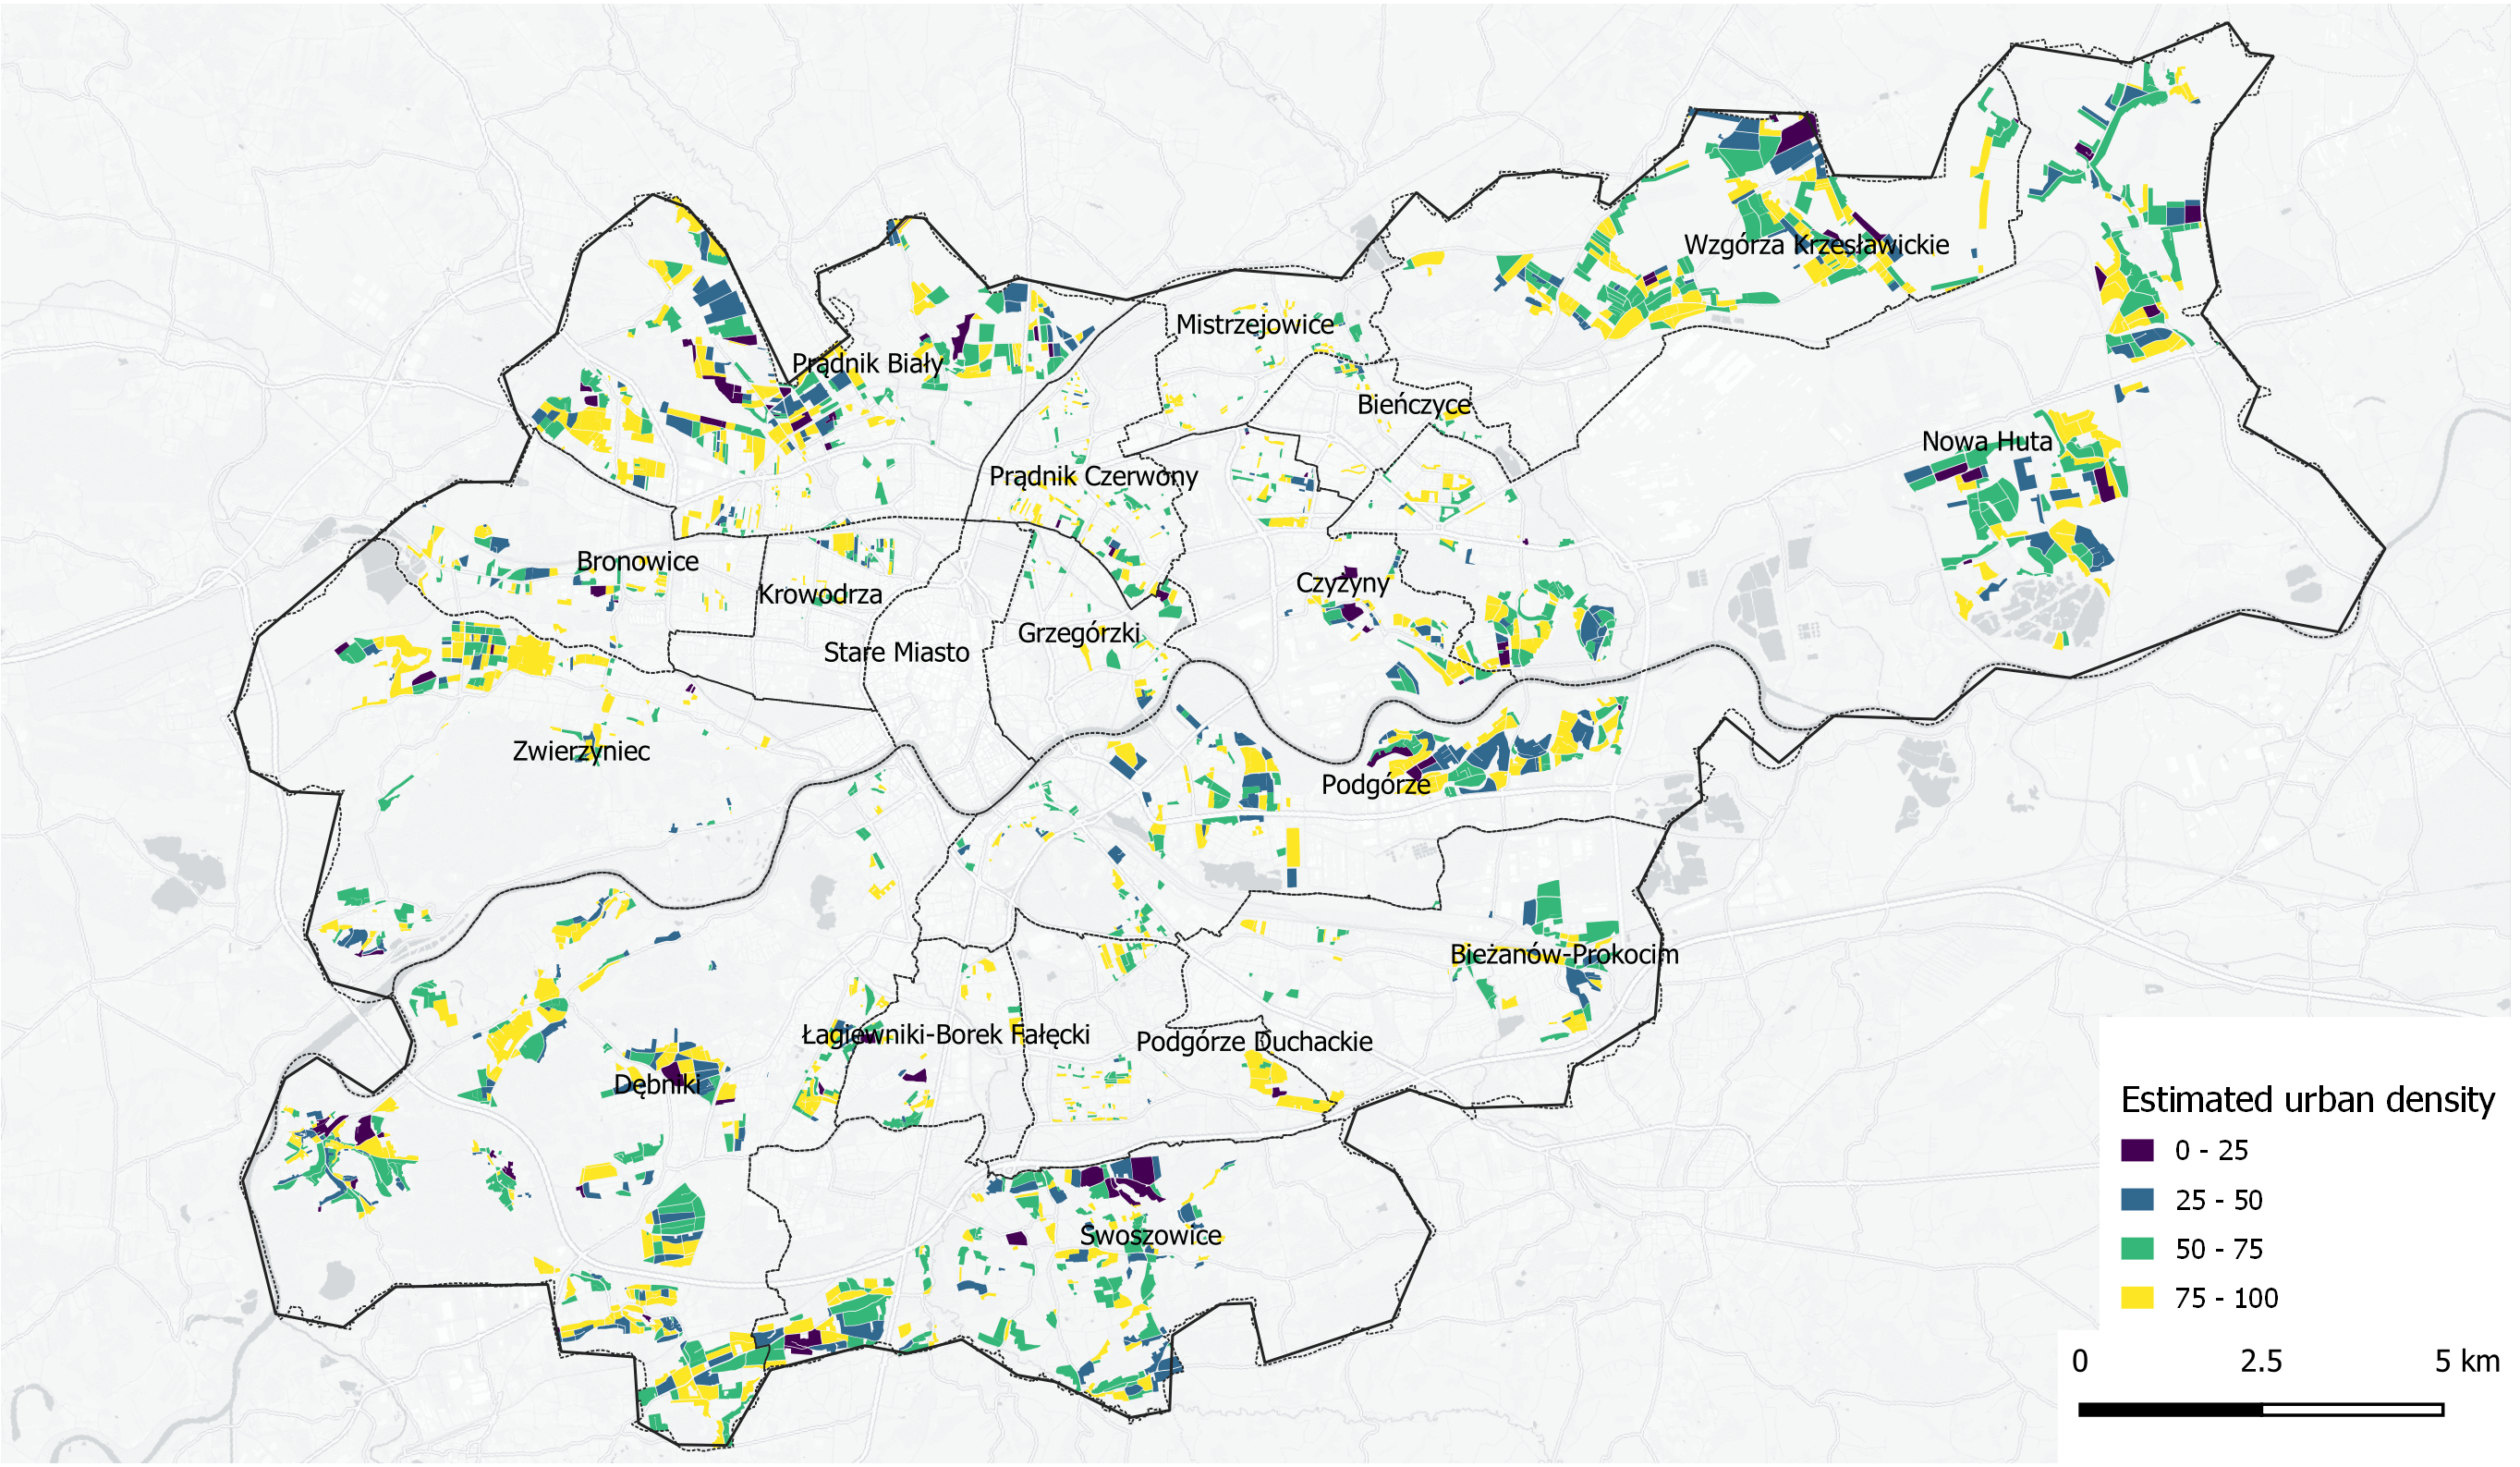 Wzgórza Krzesławickie
Mistrzejowice
Prądnik Biały
Bieńczyce
Nowa Huta
Prądnik Czerwony
Bronowice
Czyżyny
Krowodrza
Grzegórzki
Stare Miasto
Zwierzyniec
Podgórze
Bieżanów-Prokocim
Łagiewniki-Borek Fałęcki
Podgórze Duchackie
Dębniki
Swoszowice
Estimated urban density
0 - 25
25 - 50
50 - 75
75 - 100
0 2.5 5 km